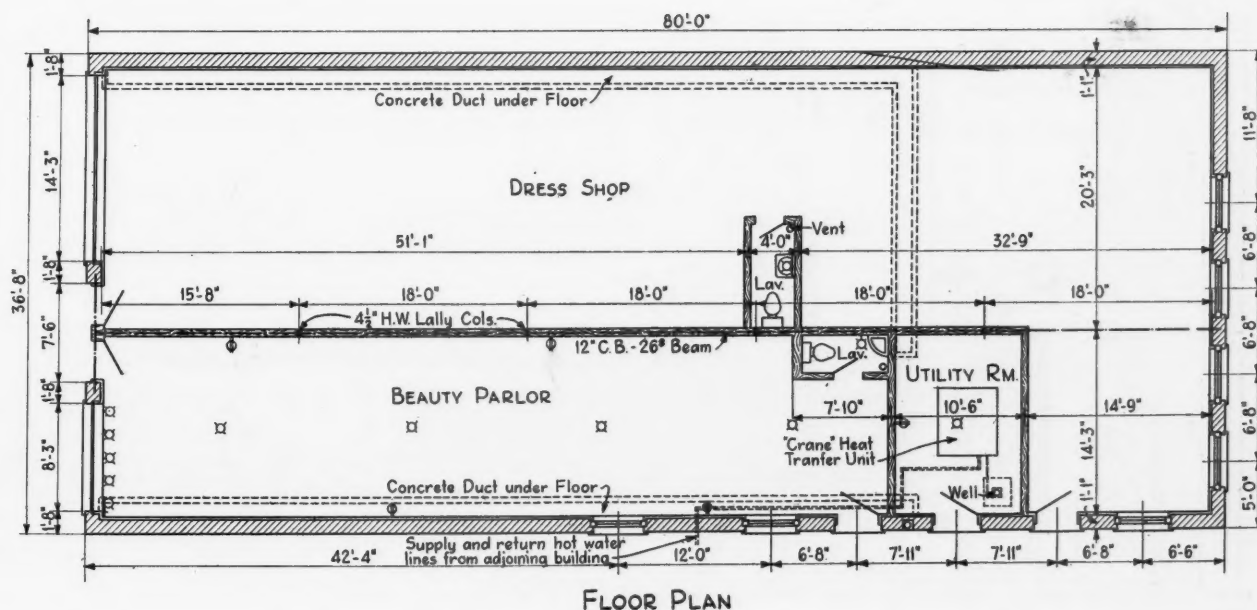 80'-0"
1'-8"
14'-3"
1'-8"
7'-6"
1'-8"
8'-3"
1'-8"
36'-8"
Concrete Duct under Floor
DRESS SHOP
1'-1"
20'-3"
11'-8"
6'-8"
6'-8"
6'-8"
5'-0"
Vent
51'-1"
4'-0"
32'-9"
Lav.
15'-8"
18'-0"
18'-0"
18'-0"
18'-0"
4½" H.W. Lally Cols.
12" C.B. - 26# Beam
Lav.
UTILITY RM.
BEAUTY PARLOR
7'-10"
10'-6"
14'-9"
"Crane" Heat
Tranfer Unit
14'-3"
1'-1"
Well
Concrete Duct under Floor
Supply and return hot water
lines from adjoining building
42'-4"
12'-0"
6'-8"
7'-11"
7'-11"
6'-8"
6'-6"
FLOOR PLAN